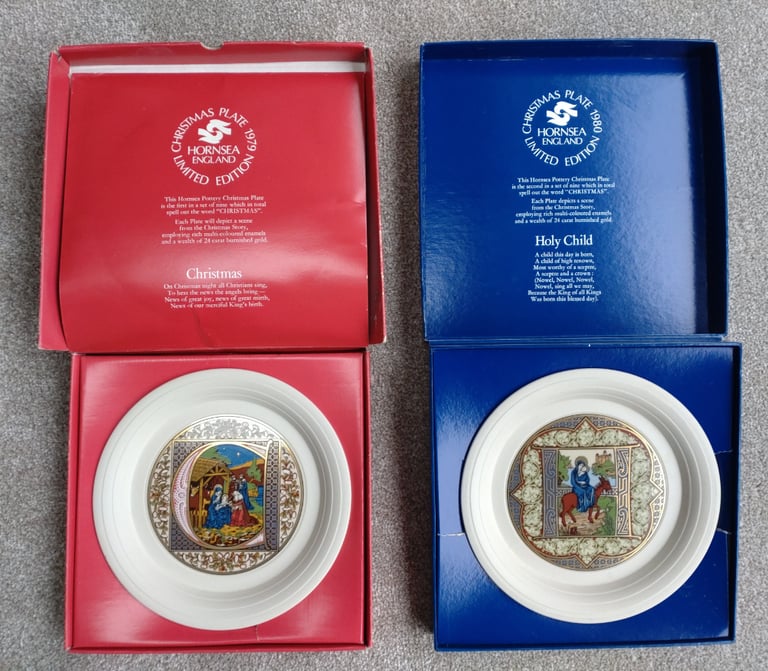 CHRISTMAS PLATE 1979
HORNSEA
ENGLAND
LIMITED EDITION
This Hornsea Pottery Christmas Plate
is the first in a set of nine which in total
spell out the word "CHRISTMAS".
Each Plate will depict a scene
from the Christmas Story,
employing rich multi-coloured enamels
and a wealth of 24 carat burnished gold.
Christmas
On Christmas night all Christians sing,
To hear the news the angels bring—
News of great joy, news of great mirth,
News of our merciful King's birth.
CHRISTMAS PLATE 1980
HORNSEA
ENGLAND
LIMITED EDITION
This Hornsea Pottery Christmas Plate
is the second in a set of nine which in total
spell out the word "CHRISTMAS".
Each Plate depicts a scene
from the Christmas Story,
employing rich multi-coloured enamels
and a wealth of 24 carat burnished gold.
Holy Child
A child this day is born,
A child of high renown,
Most worthy of a sceptre,
A sceptre and a crown:
(Nowel, Nowel, Nowel,
Nowel, sing all we may,
Because the King of all Kings
Was born this blessed day).
C
H